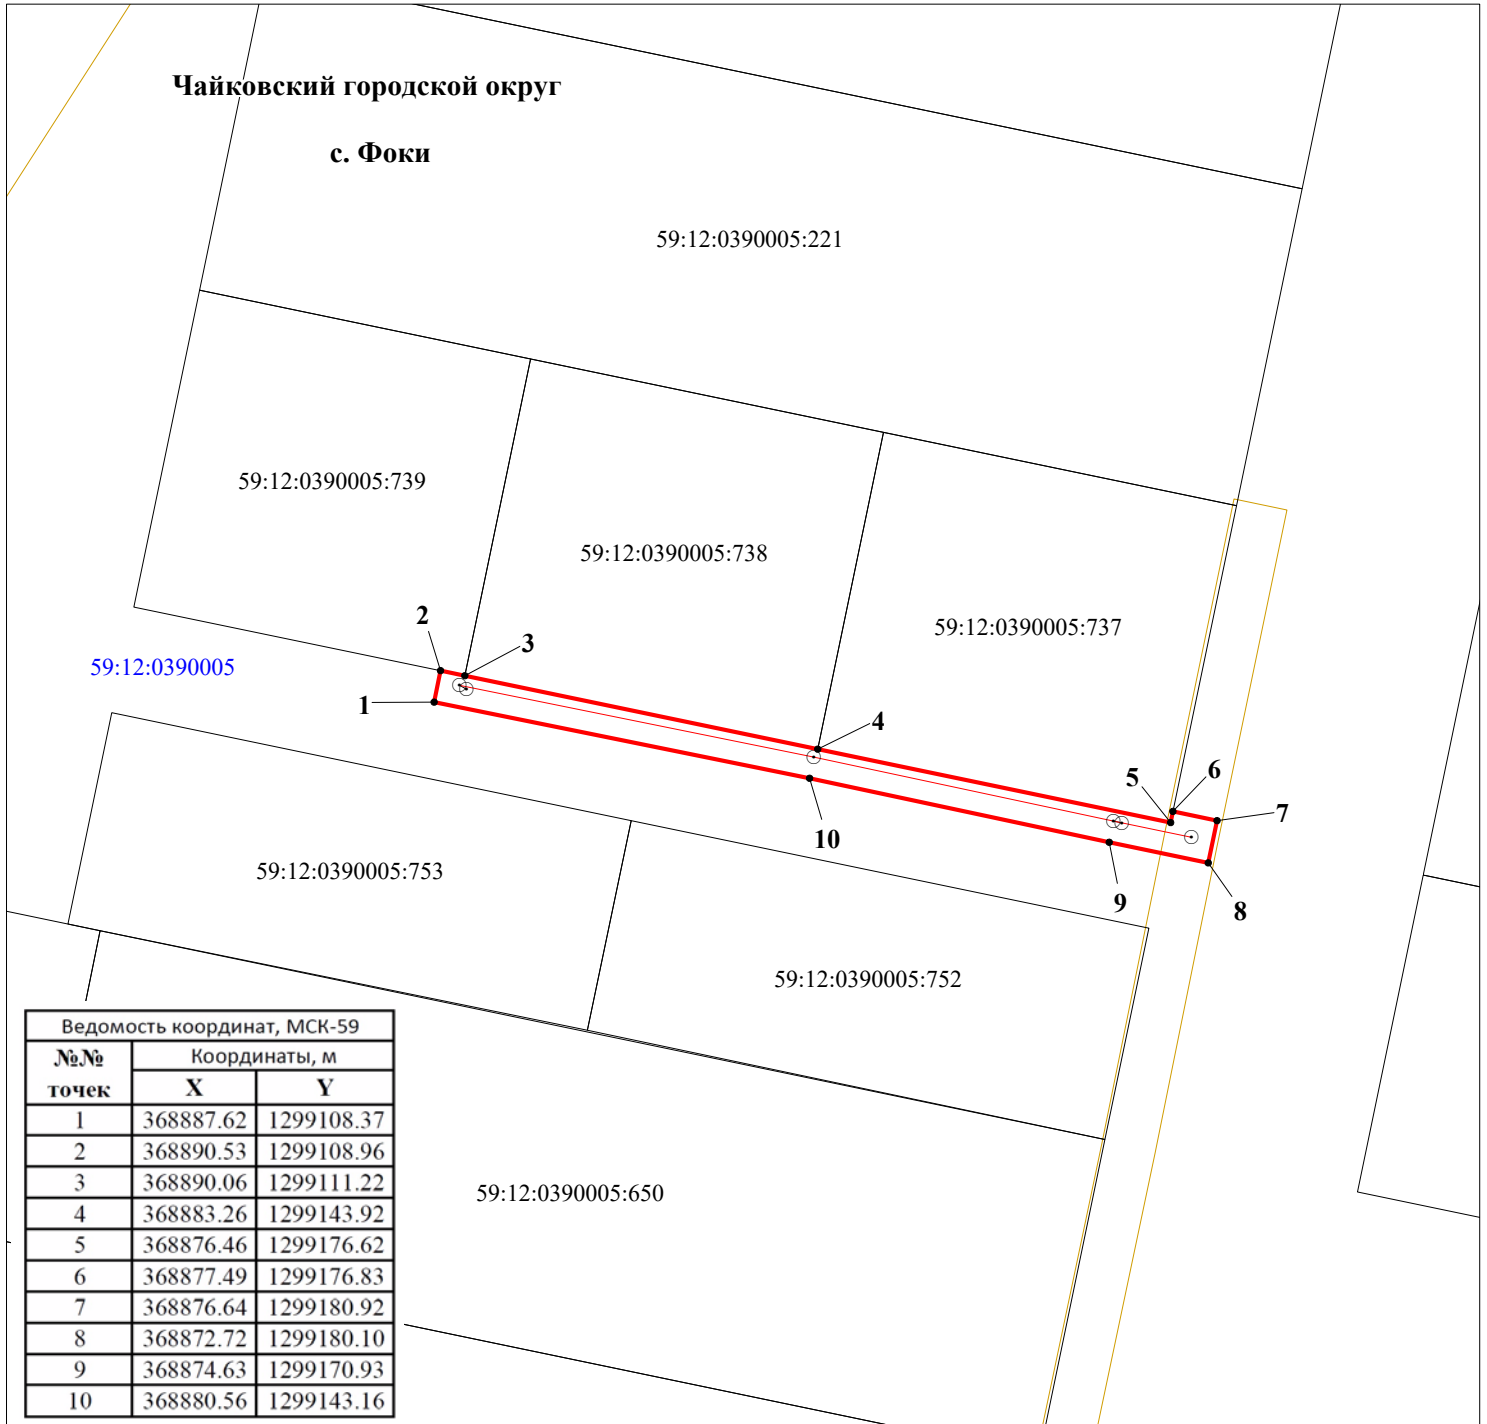 Чайковский городской округ
с. Фоки
59:12:0390005:221
59:12:0390005:739
59:12:0390005:738
59:12:0390005:737
59:12:0390005
2
3
1
4
5
6
7
10
9
8
59:12:0390005:753
59:12:0390005:752
59:12:0390005:650
Ведомость координат, МСК-59
№№ точек Координаты, м
X Y
1 368887.62 1299108.37
2 368890.53 1299108.96
3 368890.06 1299111.22
4 368883.26 1299143.92
5 368876.46 1299176.62
6 368877.49 1299176.83
7 368876.64 1299180.92
8 368872.72 1299180.10
9 368874.63 1299170.93
10 368880.56 1299143.16